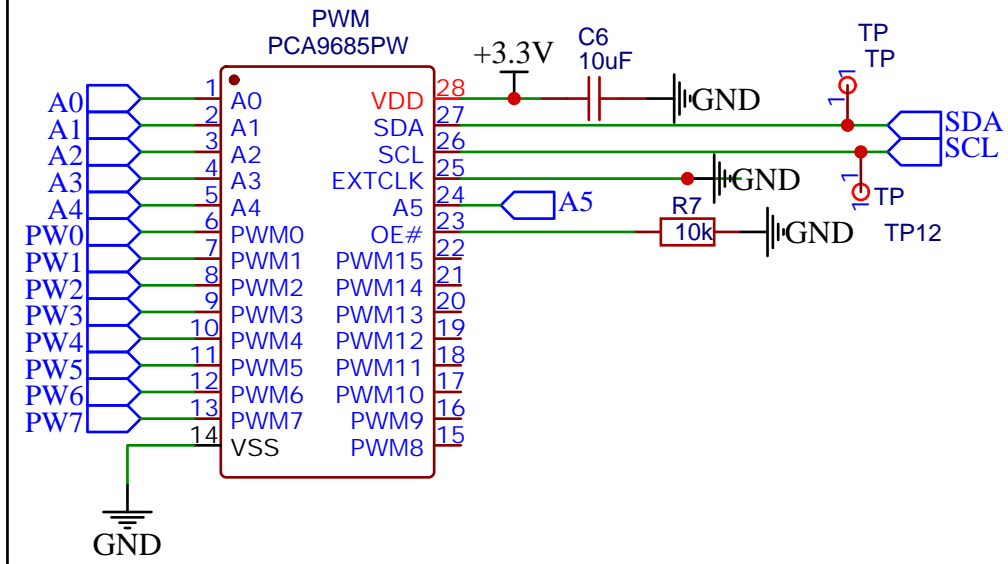 PWM
PCA9685PW
+3.3V
C6
10uF
TP
TP
A0
A1
A2
A3
A4
PW0
PW1
PW2
PW3
PW4
PW5
PW6
PW7
1
2
3
4
5
6
7
8
9
10
11
12
13
14
A0
A1
A2
A3
A4
PWM0
PWM1
PWM2
PWM3
PWM4
PWM5
PWM6
PWM7
VSS
VDD
SDA
SCL
EXTCLK
A5
OE#
PWM15
PWM14
PWM13
PWM12
PWM11
PWM10
PWM9
PWM8
28
27
26
25
24
23
22
21
20
19
18
17
16
15
GND
1
1
SDA
SCL
GND
1
1
TP
TP12
A5
R7
10k
GND
GND